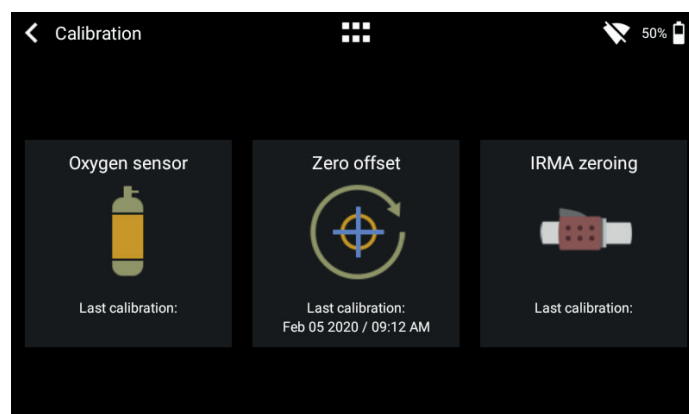 Calibration
50%
Oxygen sensor
Last calibration:
Zero offset
Last calibration:
Feb 05 2020 / 09:12 AM
IRMA zeroing
Last calibration: